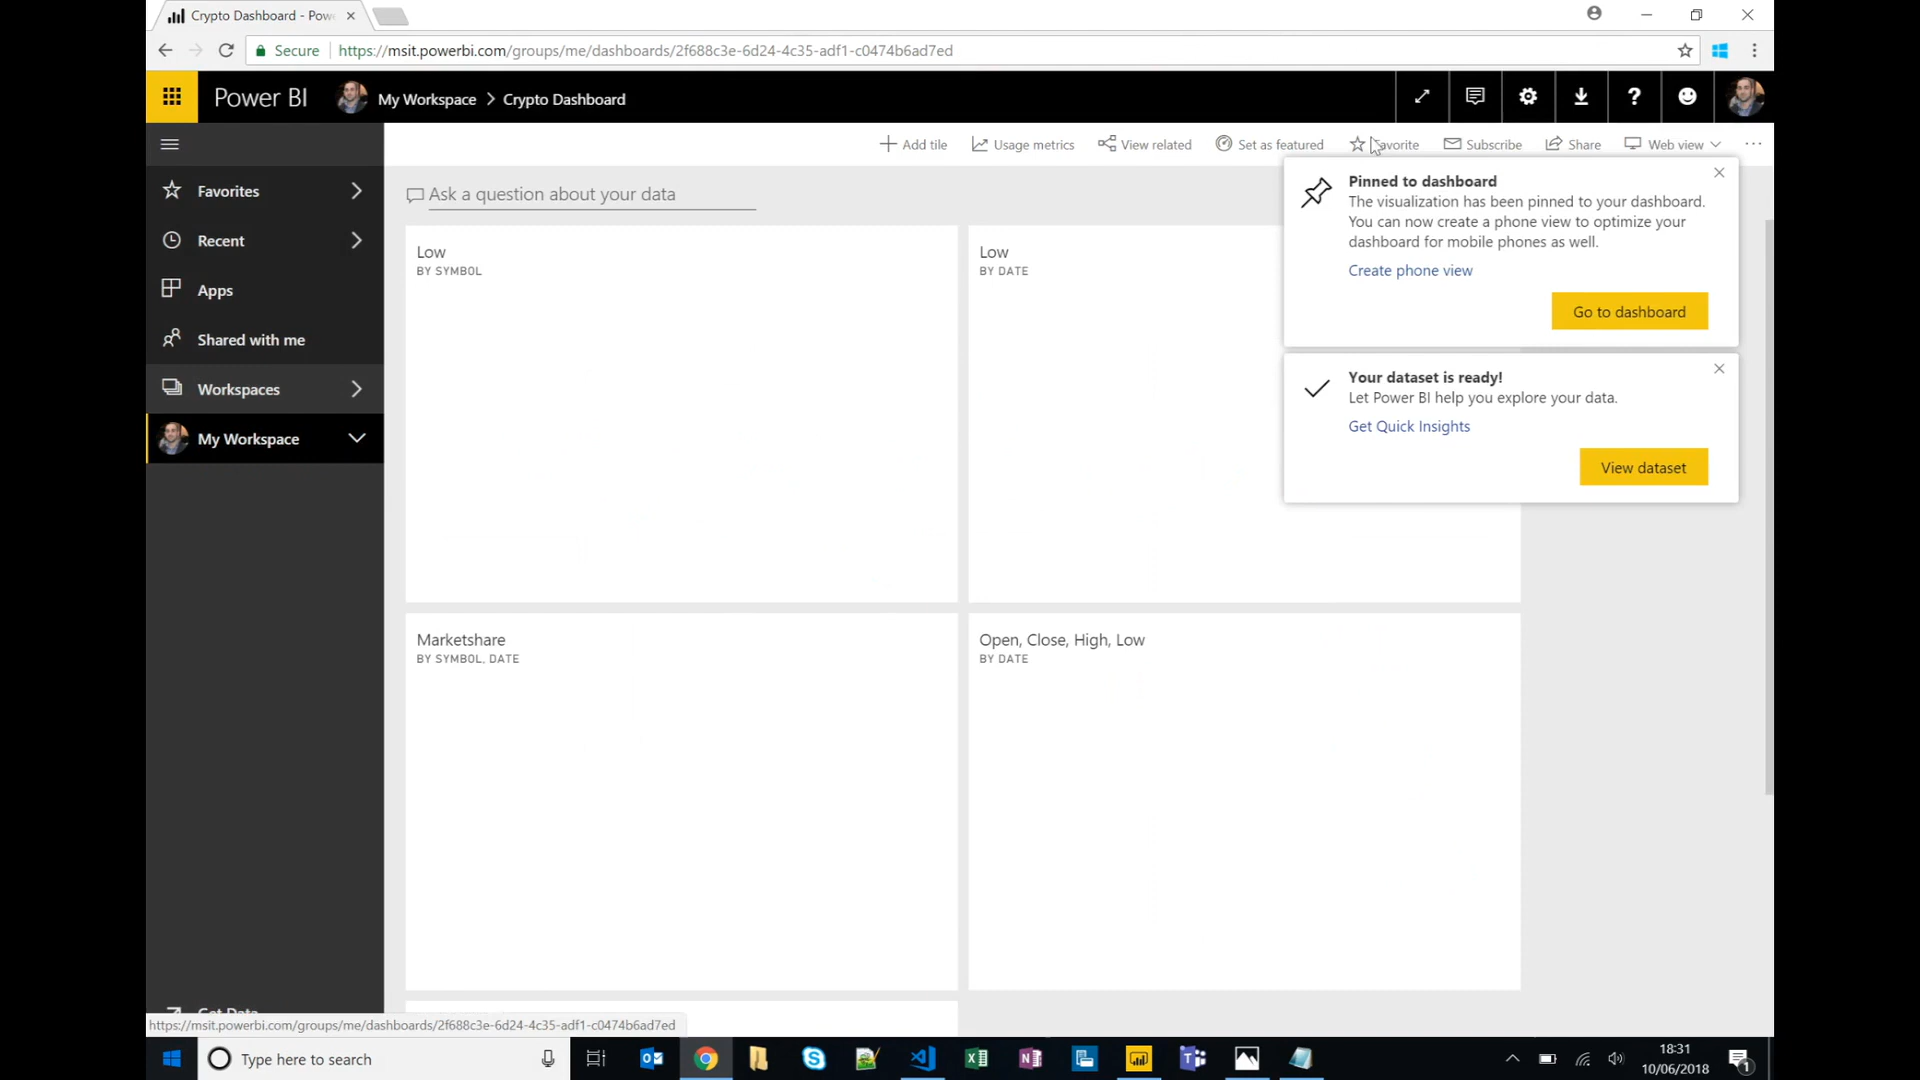 Crypto Dashboard - Pow
Secure
https://msit.powerbi.com/groups/me/dashboards/2f688c3e-6d24-4c35-adf1-c0474b6ad7ed
Power BI
My Workspace > Crypto Dashboard
Add tile
Usage metrics
View related
Set as featured
Subscribe
Share
Web view
Favorites
Recent
Apps
Shared with me
Workspaces
My Workspace
Get Data
Ask a question about your data
Low
BY SYMBOL
Low
BY DATE
Pinned to dashboard
The visualization has been pinned to your dashboard.
You can now create a phone view to optimize your
dashboard for mobile phones as well.
Create phone view
Go to dashboard
Your dataset is ready!
Let Power BI help you explore your data.
Get Quick Insights
View dataset
Marketshare
BY SYMBOL, DATE
Open, Close, High, Low
BY DATE
https://msit.powerbi.com/groups/me/dashboards/2f688c3e-6d24-4c35-adf1-c0474b6ad7ed
Type here to search
18:31
10/06/2018
1